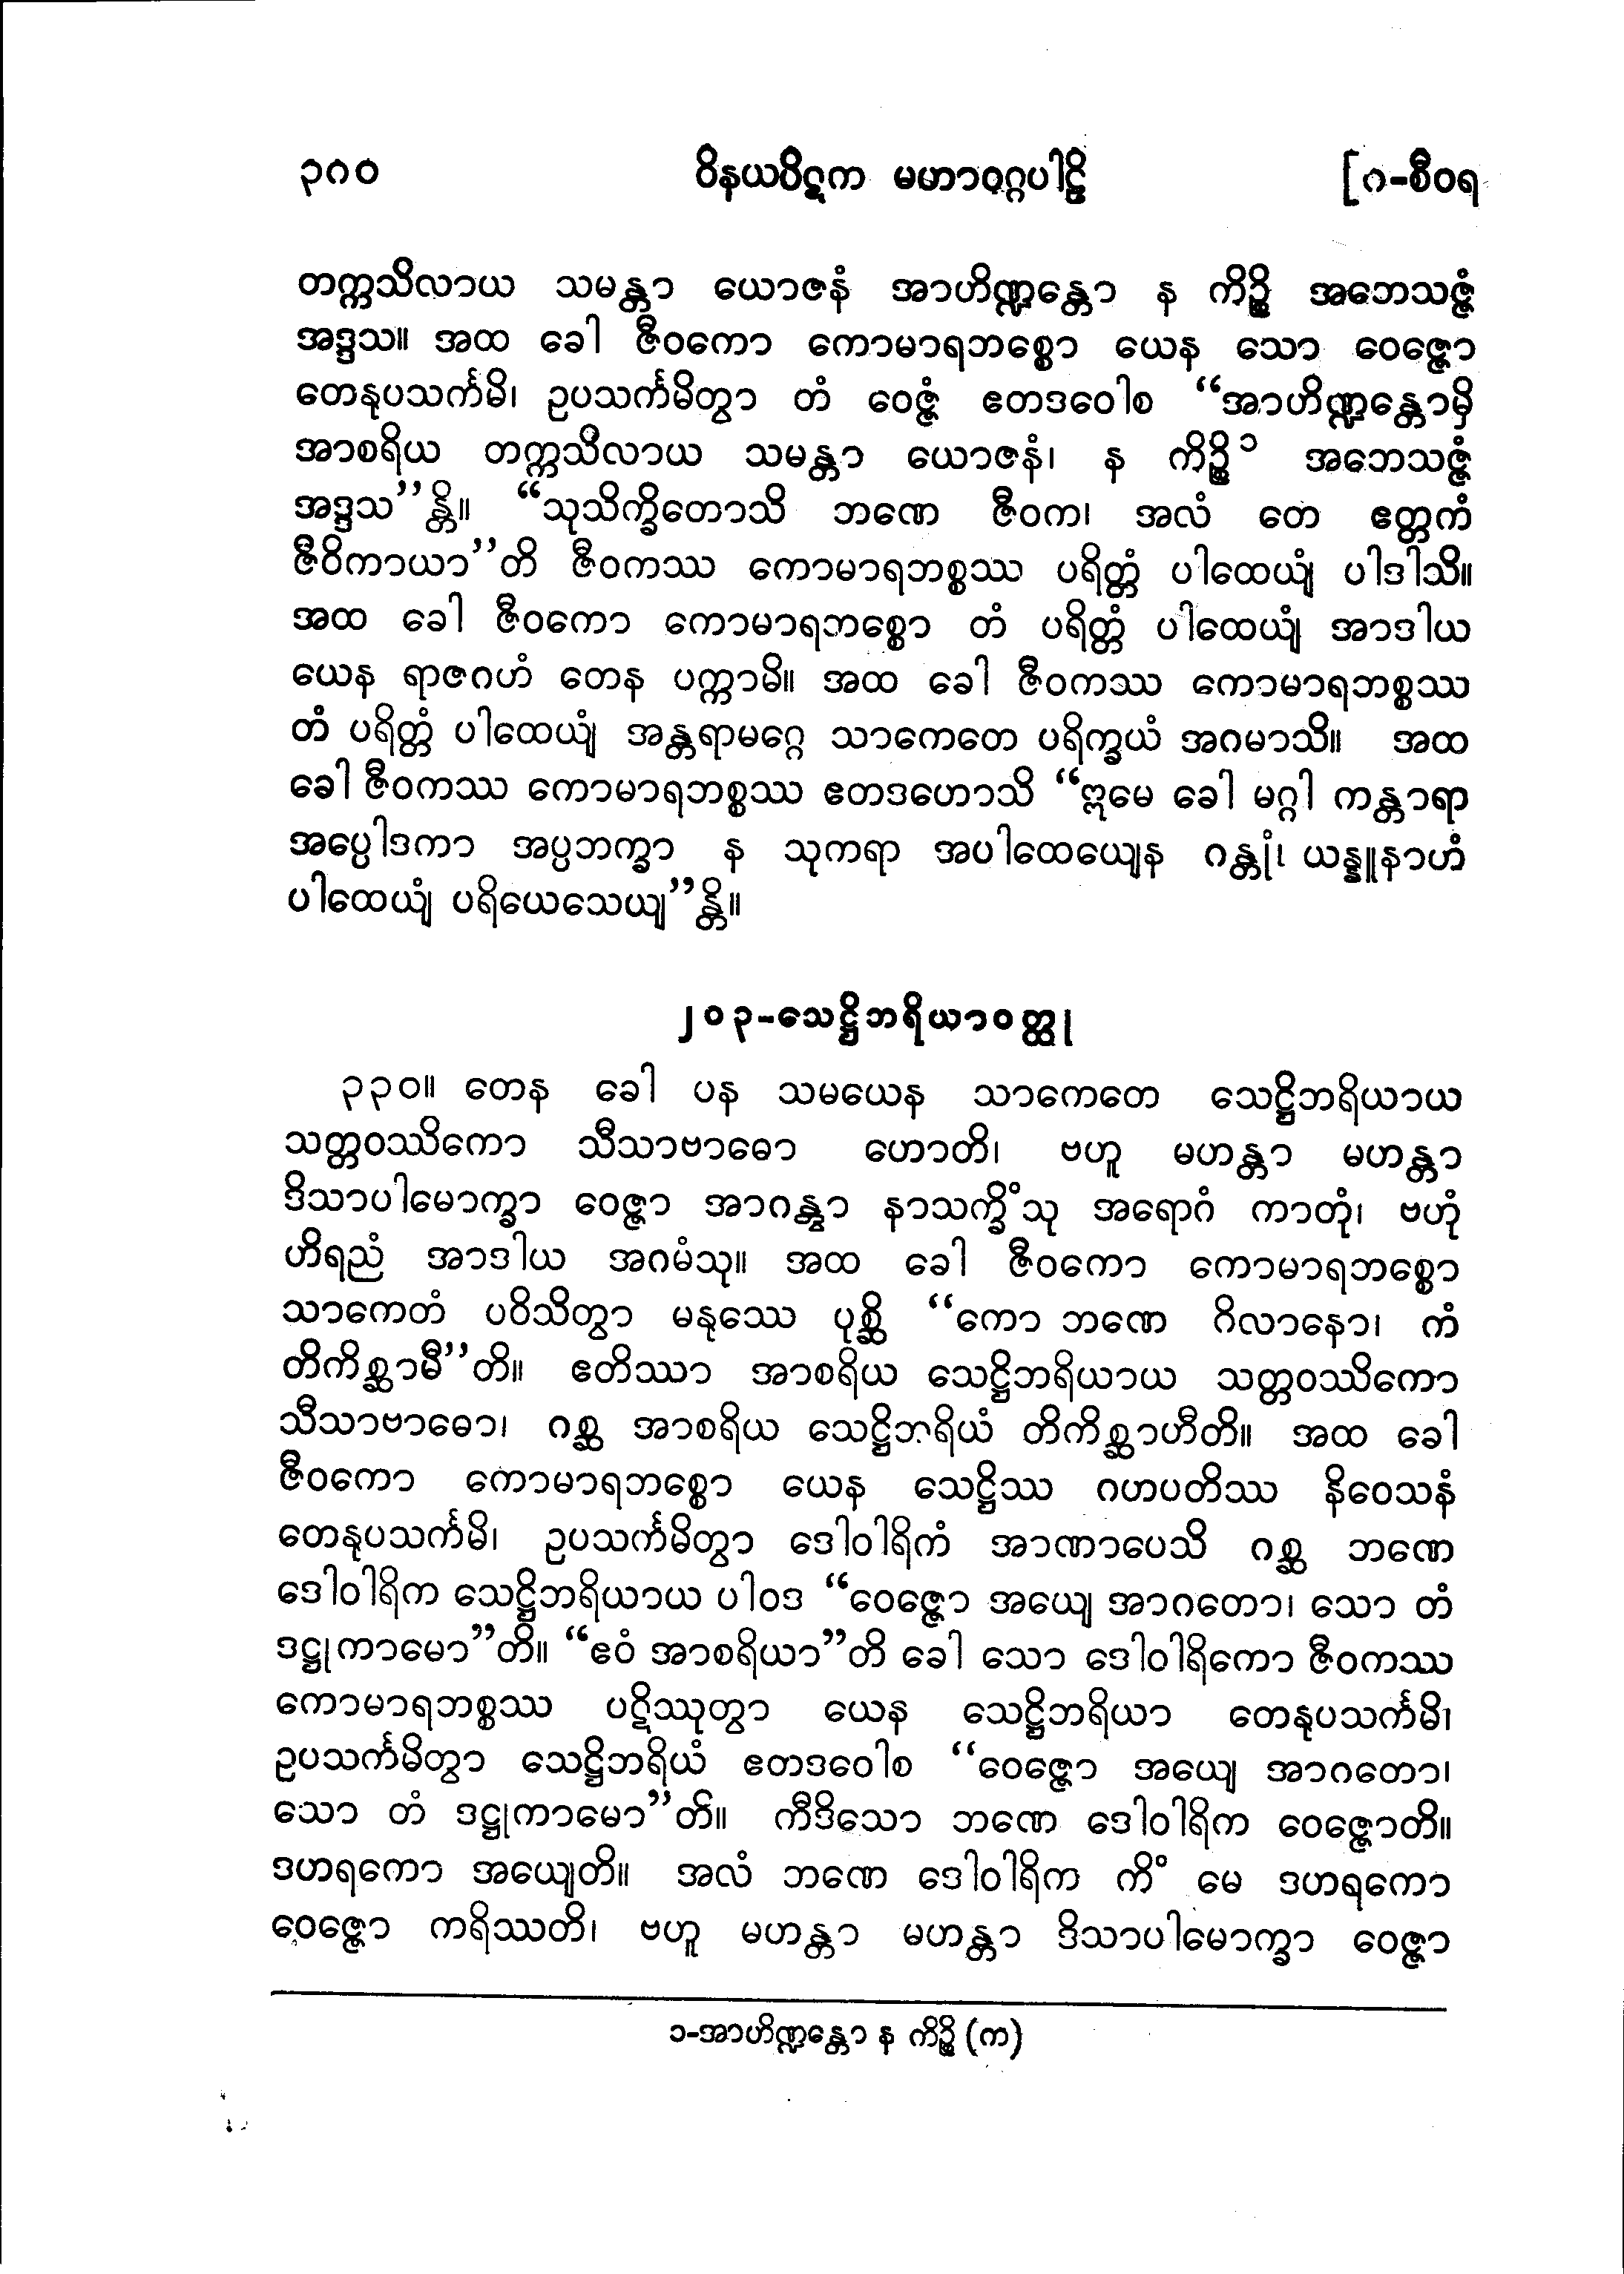 ၃၈၀ ဝိနယပိဋက မဟာဝဂ္ဂပါဠိ [၈-စီဝရ
တက္ကသိလာယ သမန္တာ ယောဇနံ အာဟိဏ္ဍန္တော န ကိဉ္စိ အဘေသဇ္ဇံ
အဒ္ဒသ။ အထ ခေါ ဇီဝကော ကောမာရဘစ္စော ယေန သော ဝေဇ္ဇော
တေနုပသင်္ကမိ၊ ဥပသင်္ကမိတွာ တံ ဝေဇ္ဇံ ဧတဒဝေါစ “အာဟိဏ္ဍန္တောမှိ
အာစရိယ တက္ကသီလာယ သမန္တာ ယောဇနံ၊ န ကိဉ္စိ ၁ အဘေသဇ္ဇံ
အဒ္ဒသ”န္တိ။ “သုသိက္ခိတောသိ ဘဏေ ဇီဝက၊ အလံ တေ ဧတ္တကံ
ဇီဝိကာယာ”တိ ဇီဝကဿ ကောမာရဘစ္စဿ ပရိတ္တံ ပါထေယျံ ပါဒါသိ။
အထ ခေါ ဇီဝကော ကောမာရဘစ္စော တံ ပရိတ္တံ ပါထေယျံ အာဒါယ
ယေန ရာဇဂဟံ တေန ပက္ကာမိ။ အထ ခေါ ဇီဝကဿ ကောမာရဘစ္စဿ
တံ ပရိတ္တံ ပါထေယျံ အန္တရာမဂ္ဂေ သာကေတေ ပရိက္ခယံ အဂမာသိ။ အထ
ခေါ ဇီဝကဿ ကောမာရဘစ္စဿ ဧတဒဟောသိ “ဣမေ ခေါ မဂ္ဂါ ကန္တာရာ
အပ္ပေါဒကာ အပ္ပဘက္ခာ န သုကရာ အပါထေယျေန ဂန္တုံ၊ ယန္နူနာဟံ
ပါထေယျံ ပရိယေသေယျ”န္တိ။
၂၀၃-သေဋ္ဌိဘရိယာဝတ္ထု
၃၃၀။ တေန ခေါ ပန သမယေန သာကေတေ သေဋ္ဌိဘရိယာယ
သတ္တဝဿိကော သီသာဗာဓော ဟောတိ၊ ဗဟူ မဟန္တာ မဟန္တာ
ဒိသာပါမောက္ခာ ဝေဇ္ဇာ အာဂန္တွာ နာသက္ခိံသု အရောဂံ ကာတုံ၊ ဗဟုံ
ဟိရညံ အာဒါယ အဂမံသု။ အထ ခေါ ဇီဝကော ကောမာရဘစ္စော
သာကေတံ ပဝိသိတွာ မနုဿေ ပုစ္ဆိ “ကော ဘဏေ ဂိလာနော၊ ကံ
တိကိစ္ဆာမီ”တိ။ ဧတိဿာ အာစရိယ သေဋ္ဌိဘရိယာယ သတ္တဝဿိကော
သီသာဗာဓော၊ ဂစ္ဆ အာစရိယ သေဋ္ဌိဘရိယံ တိကိစ္ဆာဟီတိ။ အထ ခေါ
ဇီဝကော ကောမာရဘစ္စော ယေန သေဋ္ဌိဿ ဂဟပတိဿ နိဝေသနံ
တေနုပသင်္ကမိ၊ ဥပသင်္ကမိတွာ ဒေါဝါရိကံ အာဏာပေသိ ဂစ္ဆ ဘဏေ
ဒေါဝါရိက သေဋ္ဌိဘရိယာယ ပါဝဒ “ဝေဇ္ဇော အယျေ အာဂတော၊ သော တံ
ဒဋ္ဌုကာမော”တိ။ “ဧဝံ အာစရိယာ”တိ ခေါ သော ဒေါဝါရိကော ဇီဝကဿ
ကောမာရဘစ္စဿ ပဋိဿုတွာ ယေန သေဋ္ဌိဘရိယာ တေနုပသင်္ကမိ၊
ဥပသင်္ကမိတွာ သေဋ္ဌိဘရိယံ ဧတဒဝေါစ “ဝေဇ္ဇော အယျေ အာဂတော၊
သော တံ ဒဋ္ဌုကာမော”တိ။ ကီဒိသော ဘဏေ ဒေါဝါရိက ဝေဇ္ဇောတိ။
ဒဟရကော အယျေတိ။ အလံ ဘဏေ ဒေါဝါရိက ကိံ မေ ဒဟရကော
ဝေဇ္ဇော ကရိဿတိ၊ ဗဟူ မဟန္တာ မဟန္တာ ဒိသာပါမောက္ခာ ဝေဇ္ဇာ
၁-အာဟိဏ္ဍန္တော န ကိဉ္စိ (က)